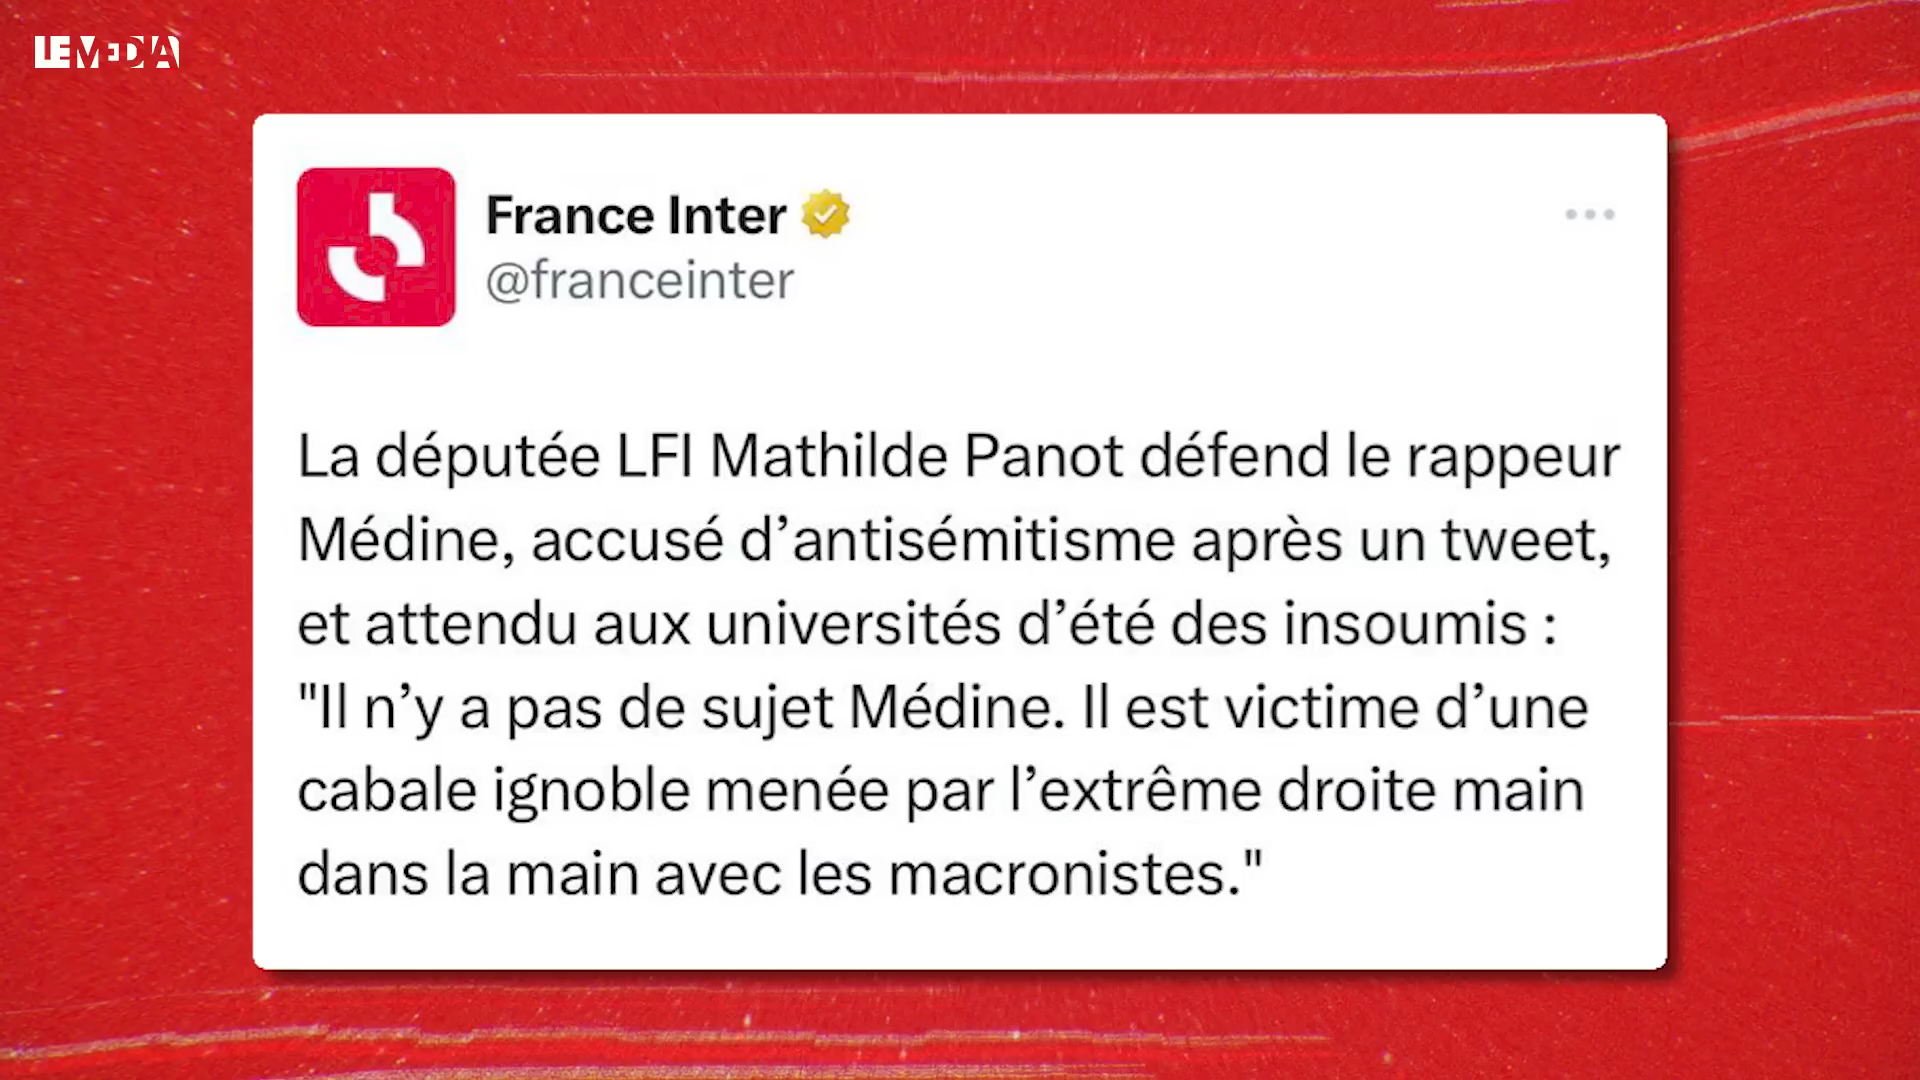 LEMEDIA
France Inter
@franceinter
La députée LFI Mathilde Panot défend le rappeur
Médine, accusé d’antisémitisme après un tweet,
et attendu aux universités d’été des insoumis :
"Il n’y a pas de sujet Médine. Il est victime d’une
cabale ignoble menée par l’extrême droite main
dans la main avec les macronistes."